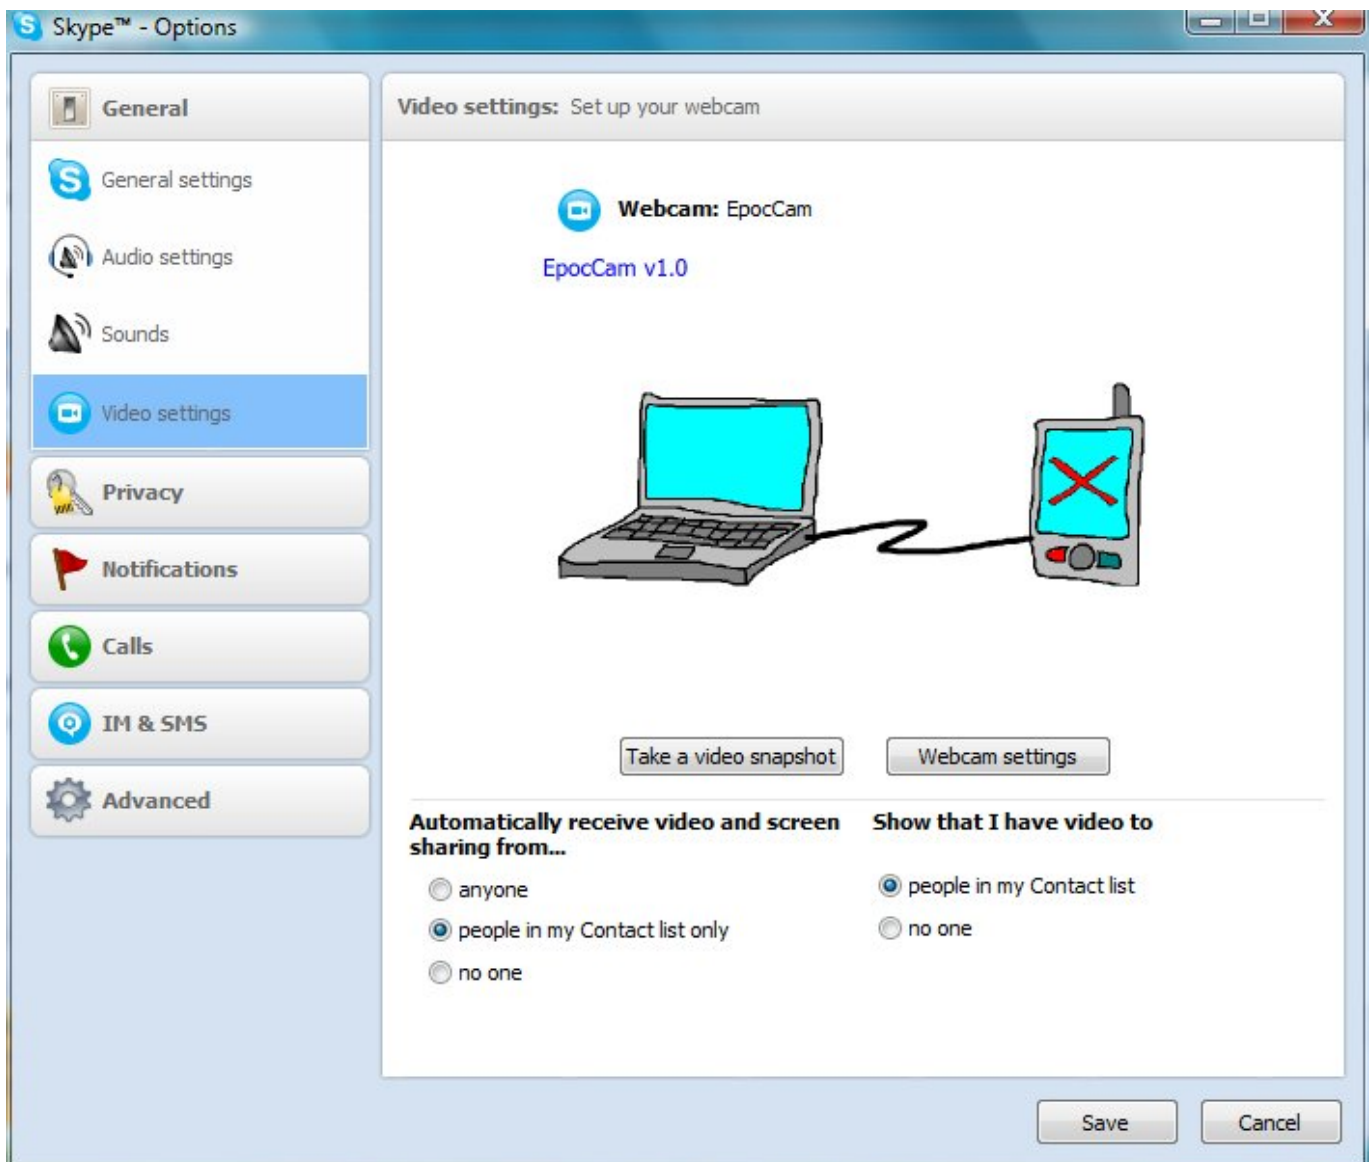 Skype™ - Options
General
General settings
Audio settings
Sounds
Video settings
Privacy
Notifications
Calls
IM & SMS
Advanced
Video settings: Set up your webcam
Webcam: EpocCam
EpocCam v1.0
Take a video snapshot
Webcam settings
Automatically receive video and screen
sharing from...
anyone
people in my Contact list only
no one
Show that I have video to
people in my Contact list
no one
Save
Cancel